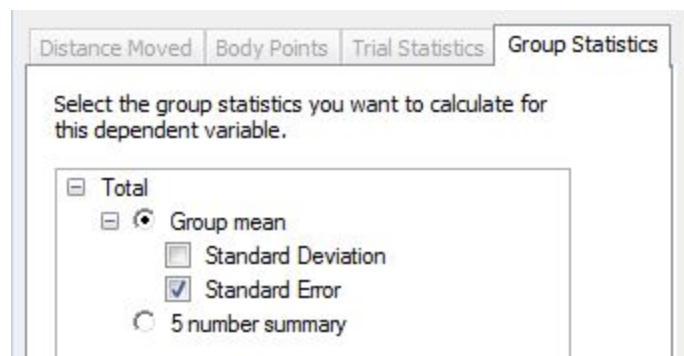 Distance Moved Body Points Trial Statistics Group Statistics
Select the group statistics you want to calculate for
this dependent variable.
Total
Group mean
Standard Deviation
Standard Error
5 number summary